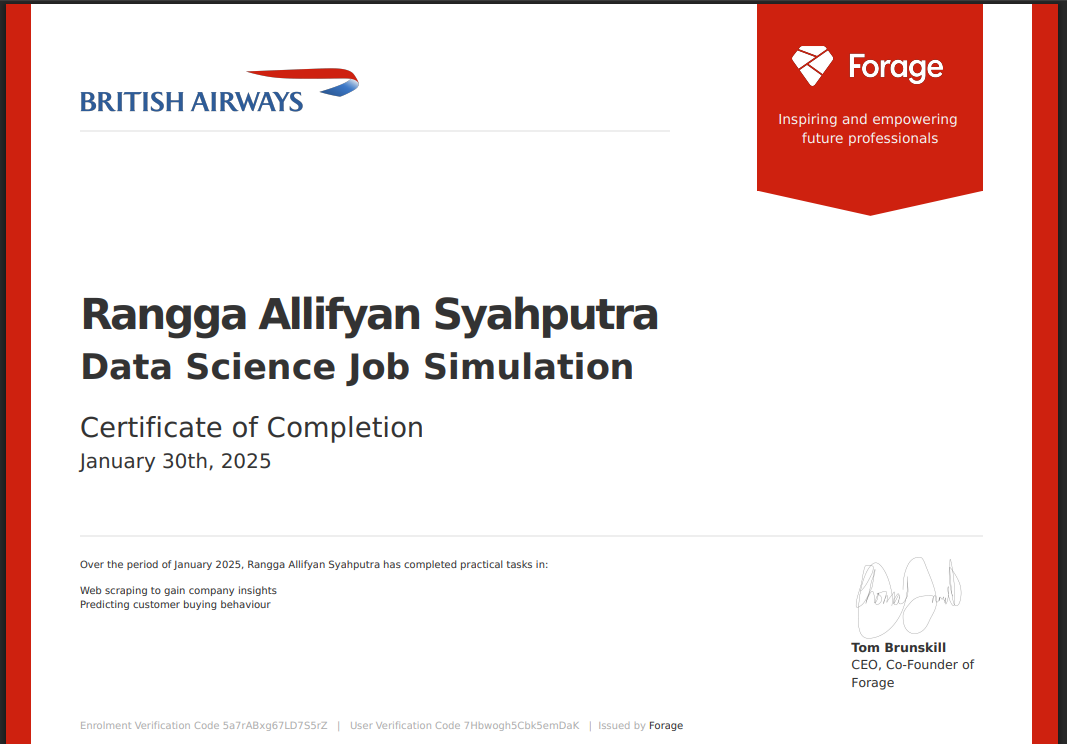 BRITISH AIRWAYS
Forage
Inspiring and empowering
future professionals
Rangga Allifyan Syahputra
Data Science Job Simulation
Certificate of Completion
January 30th, 2025
Over the period of January 2025, Rangga Allifyan Syahputra has completed practical tasks in:
Web scraping to gain company insights
Predicting customer buying behaviour
Tom Brunskill
CEO, Co-Founder of
Forage
Enrolment Verification Code 5a7rABxg67LD7S5rZ | User Verification Code 7Hbwogh5Cbk5emDaK | Issued by Forage